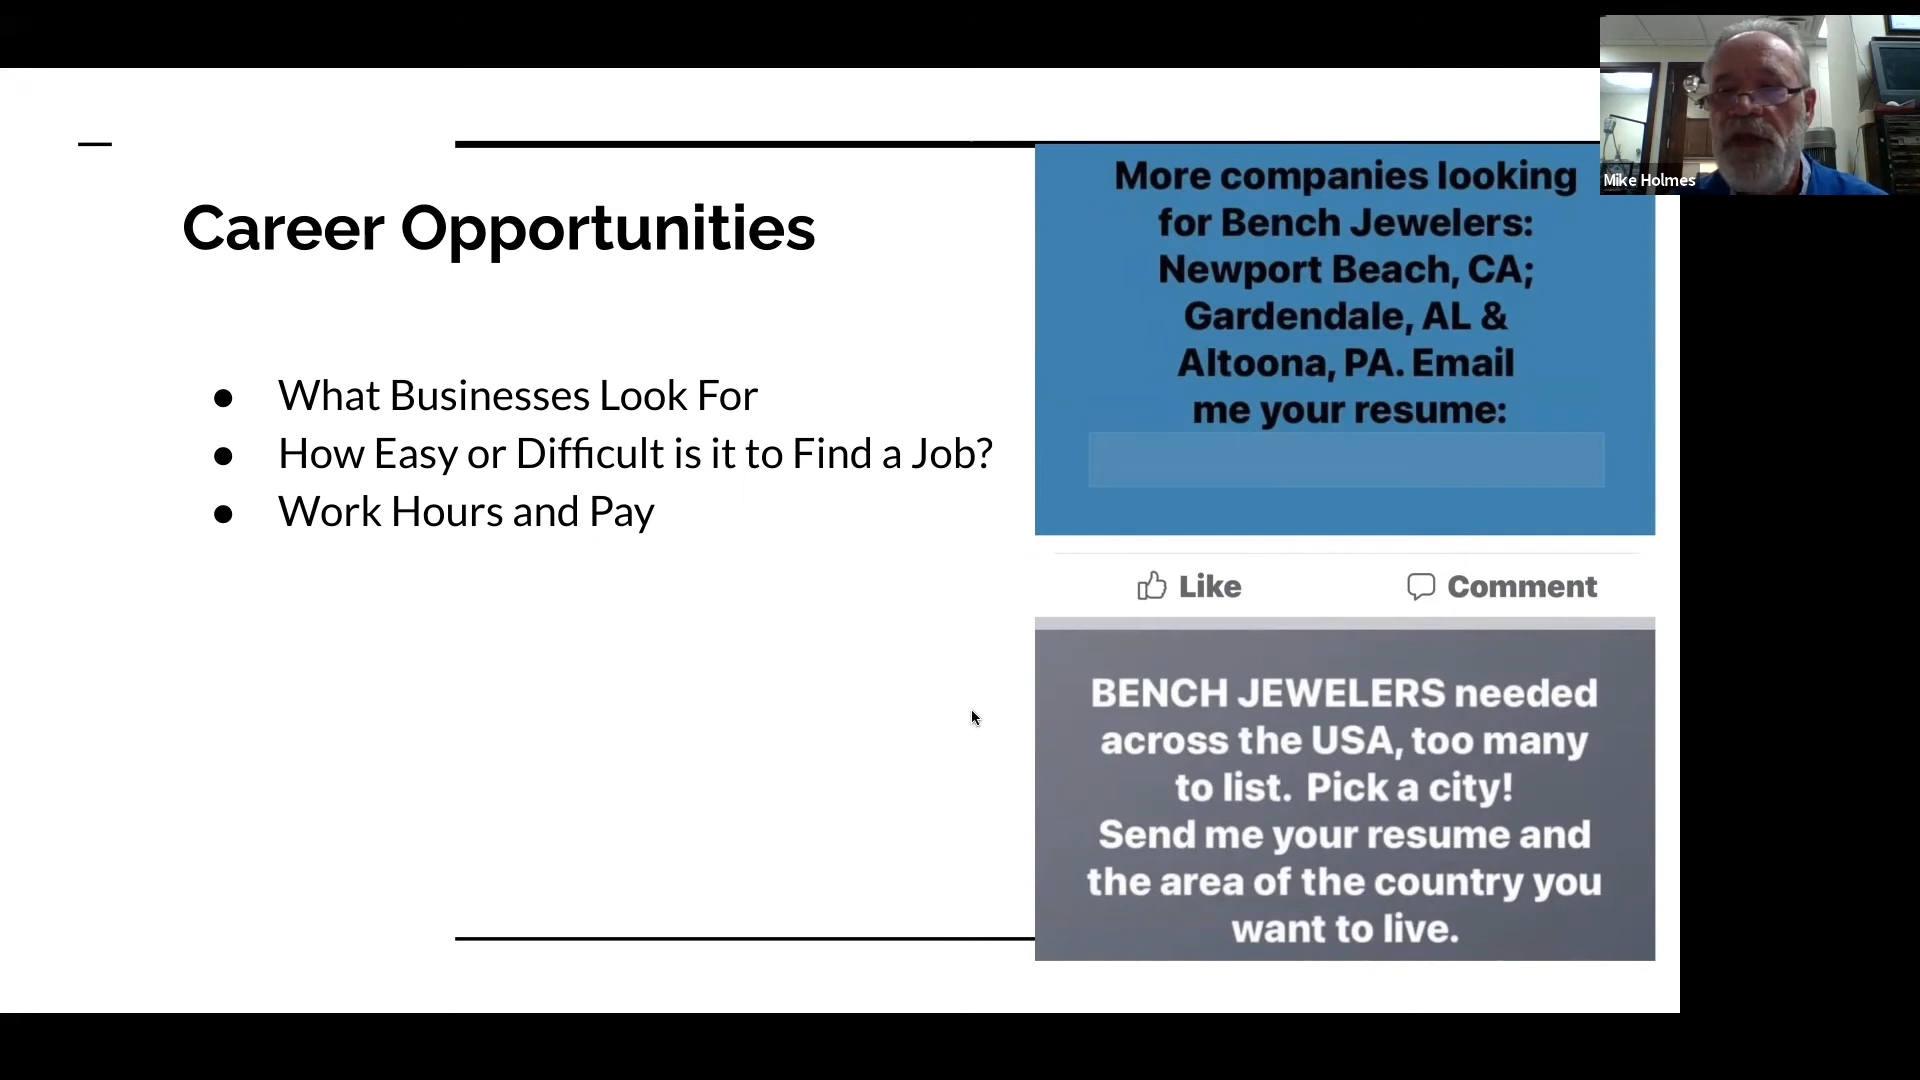 Career Opportunities
● What Businesses Look For
● How Easy or Difficult is it to Find a Job?
● Work Hours and Pay
More companies looking
for Bench Jewelers:
Newport Beach, CA;
Gardendale, AL &
Altoona, PA. Email
me your resume:
Like
Comment
BENCH JEWELERS needed
across the USA, too many
to list. Pick a city!
Send me your resume and
the area of the country you
want to live.
Mike Holmes